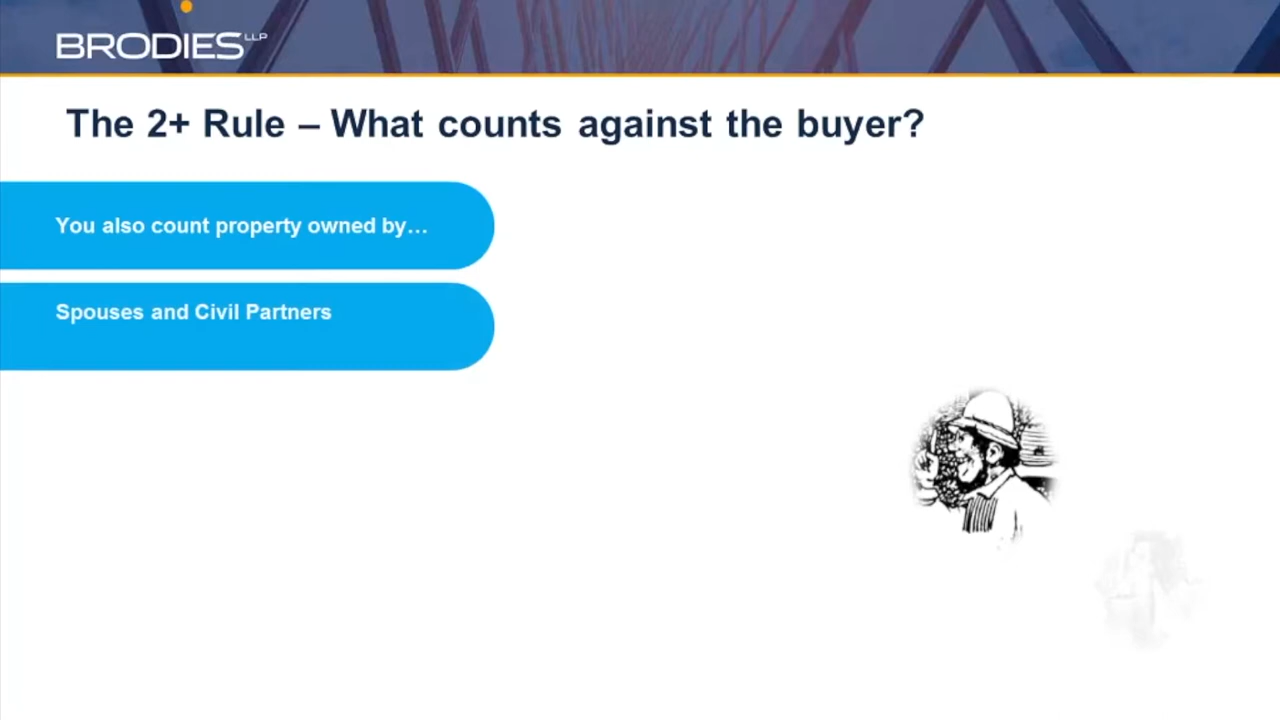 BRODIES LLP
The 2+ Rule – What counts against the buyer?
You also count property owned by…
Spouses and Civil Partners